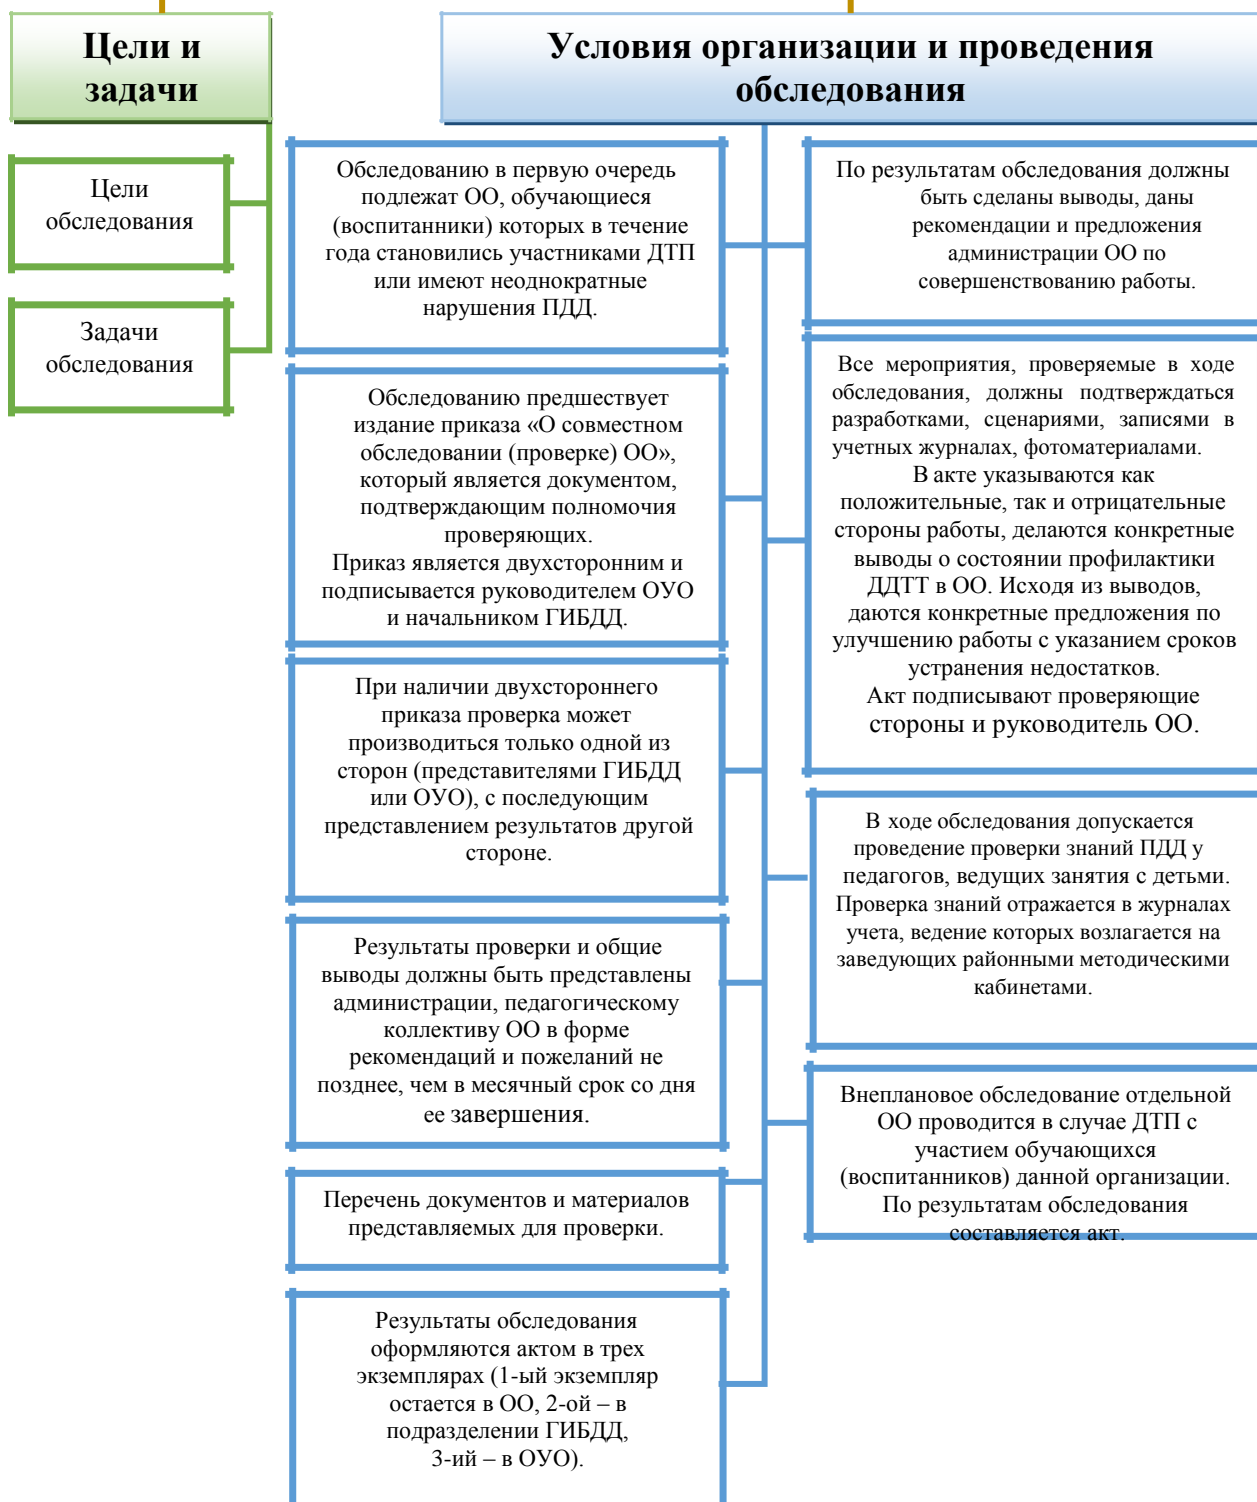 Цели и
задачи
Цели
обследования
Задачи
обследования
Условия организации и проведения
обследования
Обследованию в первую очередь
подлежат ОО, обучающиеся
(воспитанники) которых в течение
года становились участниками ДТП
или имеют неоднократные
нарушения ПДД.
Обследованию предшествует
издание приказа «О совместном
обследовании (проверке) ОО»,
который является документом,
подтверждающим полномочия
проверяющих.
Приказ является двухсторонним и
подписывается руководителем ОУО
и начальником ГИБДД.
При наличии двухстороннего
приказа проверка может
производиться только одной из
сторон (представителями ГИБДД
или ОУО), с последующим
представлением результатов другой
стороне.
Результаты проверки и общие
выводы должны быть представлены
администрации, педагогическому
коллективу ОО в форме
рекомендаций и пожеланий не
позднее, чем в месячный срок со дня
ее завершения.
Перечень документов и материалов
представляемых для проверки.
Результаты обследования
оформляются актом в трех
экземплярах (1-ый экземпляр
остается в ОО, 2-ой – в
подразделении ГИБДД,
3-ий – в ОУО).
По результатам обследования должны
быть сделаны выводы, даны
рекомендации и предложения
администрации ОО по
совершенствованию работы.
Все мероприятия, проверяемые в ходе
обследования, должны подтверждаться
разработками, сценариями, записями в
учетных журналах, фотоматериалами.
В акте указываются как
положительные, так и отрицательные
стороны работы, делаются конкретные
выводы о состоянии профилактики
ДДТТ в ОО. Исходя из выводов,
даются конкретные предложения по
улучшению работы с указанием сроков
устранения недостатков.
Акт подписывают проверяющие
стороны и руководитель ОО.
В ходе обследования допускается
проведение проверки знаний ПДД у
педагогов, ведущих занятия с детьми.
Проверка знаний отражается в журналах
учета, ведение которых возлагается на
заведующих районными методическими
кабинетами.
Внеплановое обследование отдельной
ОО проводится в случае ДТП с
участием обучающихся
(воспитанников) данной организации.
По результатам обследования
составляется акт.